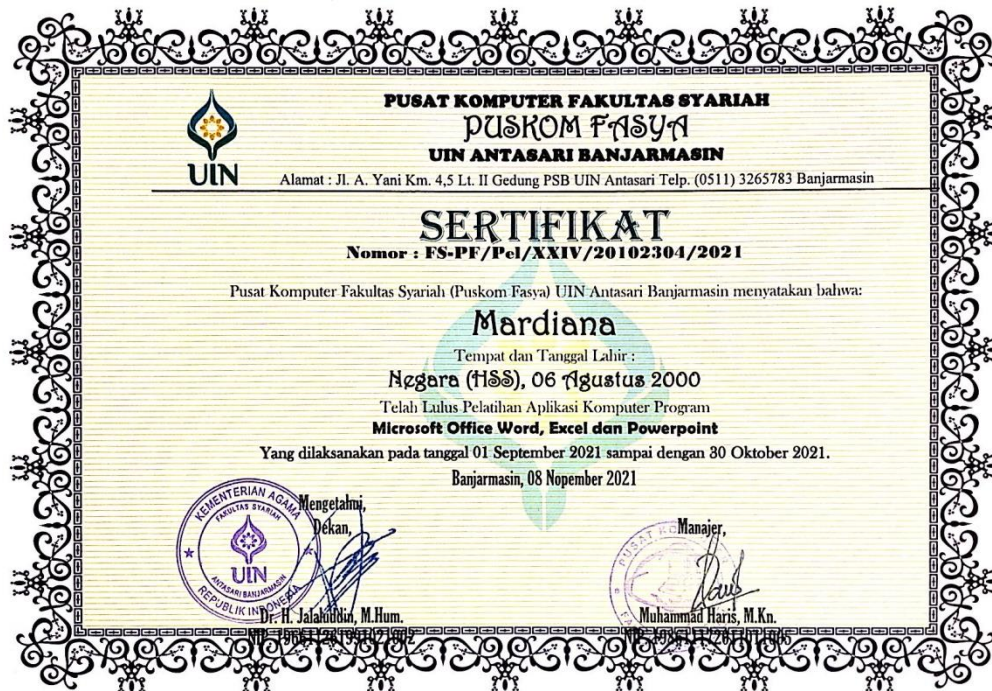 PUSAT KOMPUTER FAKULTAS SYARIAH
PUSKOM FASYA
UIN ANTASARI BANJARMASIN
UIN
Alamat : Jl. A. Yani Km. 4,5 Lt. II Gedung PSB UIN Antasari Telp. (0511) 3265783 Banjarmasin
SERTIFIKAT
Nomor : FS-PF/Pel/XXIV/20102304/2021
Pusat Komputer Fakultas Syariah (Puskom Fasya) UIN Antasari Banjarmasin menyatakan bahwa:
Mardiana
Tempat dan Tanggal Lahir :
Negara (HSS), 06 Agustus 2000
Telah Lulus Pelatihan Aplikasi Komputer Program
Microsoft Office Word, Excel dan Powerpoint
Yang dilaksanakan pada tanggal 01 September 2021 sampai dengan 30 Oktober 2021.
Banjarmasin, 08 Nopember 2021
Mengetahui,
Dekan,
KEMENTERIAN AGAMA
FAKULTAS SYARIAH
UIN
ANTASARI BANJARMASIN
REPUBLIK INDONESIA
Dr. H. Jalaluddin, M.Hum.
Manajer,
PUSAT
Muhammad Haris, M.Kn.